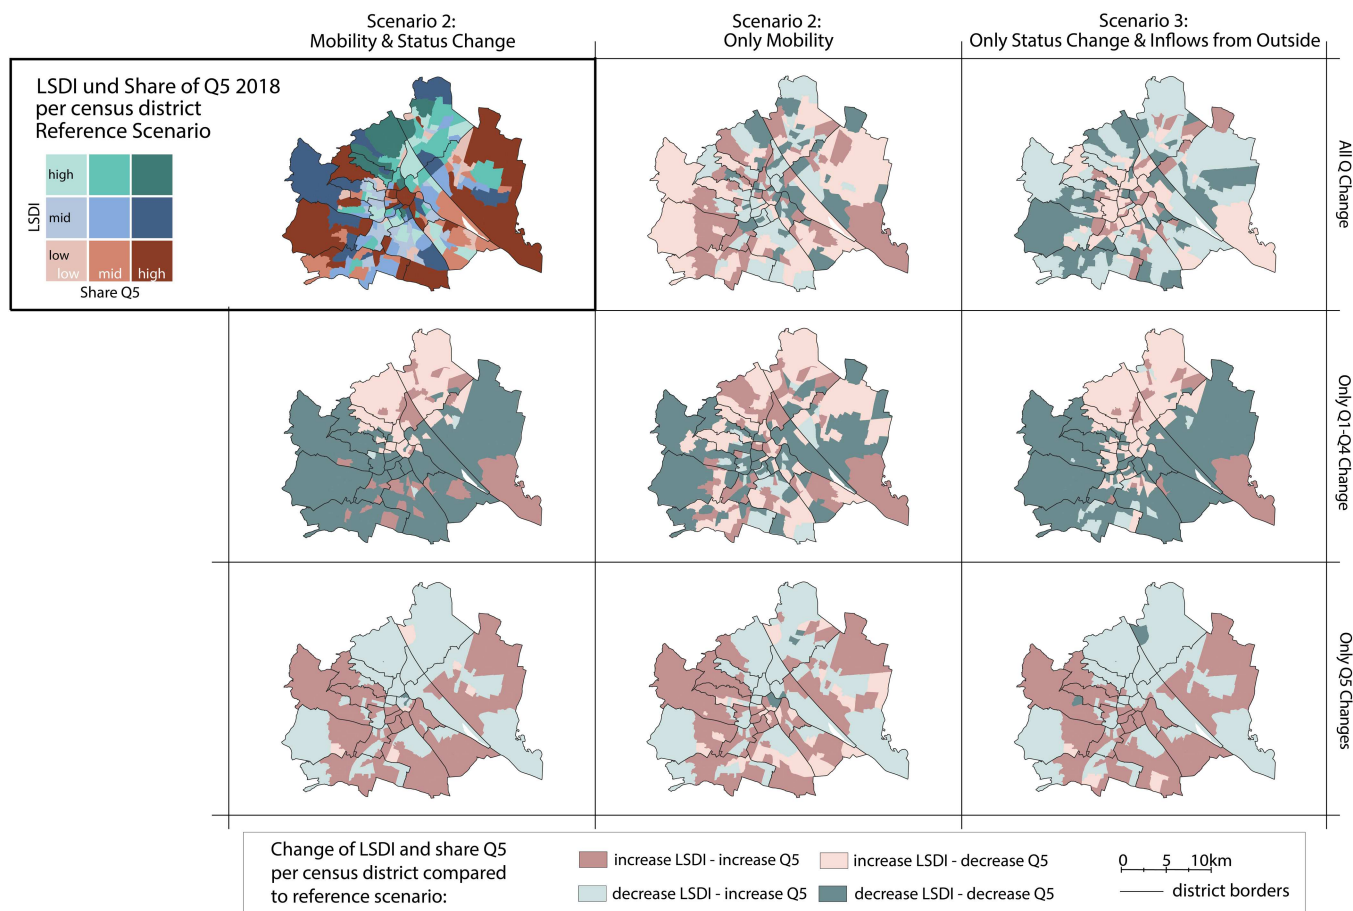 Scenario 2:
Mobility & Status Change
Scenario 2:
Only Mobility
Scenario 3:
Only Status Change & Inflows from Outside
LSDI und Share of Q5 2018
per census district
Reference Scenario
high
mid
low
LSDI
low mid high
Share Q5
All Q Change
Only Q1-Q4 Change
Only Q5 Changes
Change of LSDI and share Q5
per census district compared
to reference scenario:
increase LSDI - increase Q5
increase LSDI - decrease Q5
decrease LSDI - increase Q5
decrease LSDI - decrease Q5
0 5 10km
district borders